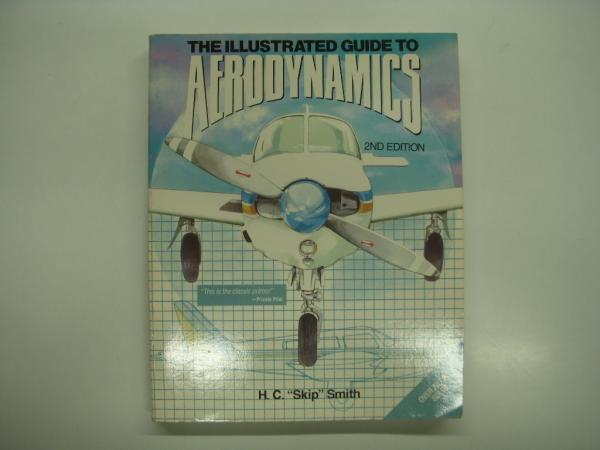 THE ILLUSTRATED GUIDE TO
AERODYNAMICS
2ND EDITION
"This is the classic primer"
—Private Pilot
H. C. "Skip" Smith